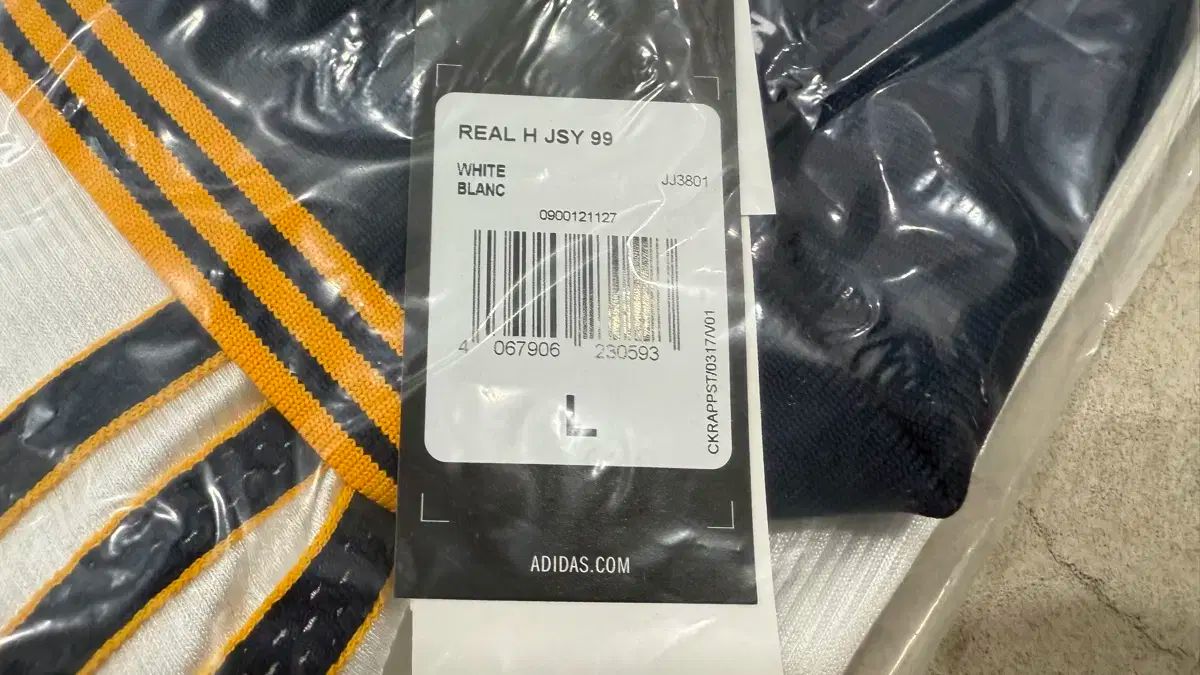 REAL H JSY 99
WHITE
BLANC
JJ3801
0900121127
4 067906 230593
L
CKRAPPST/0317/V01
ADIDAS.COM